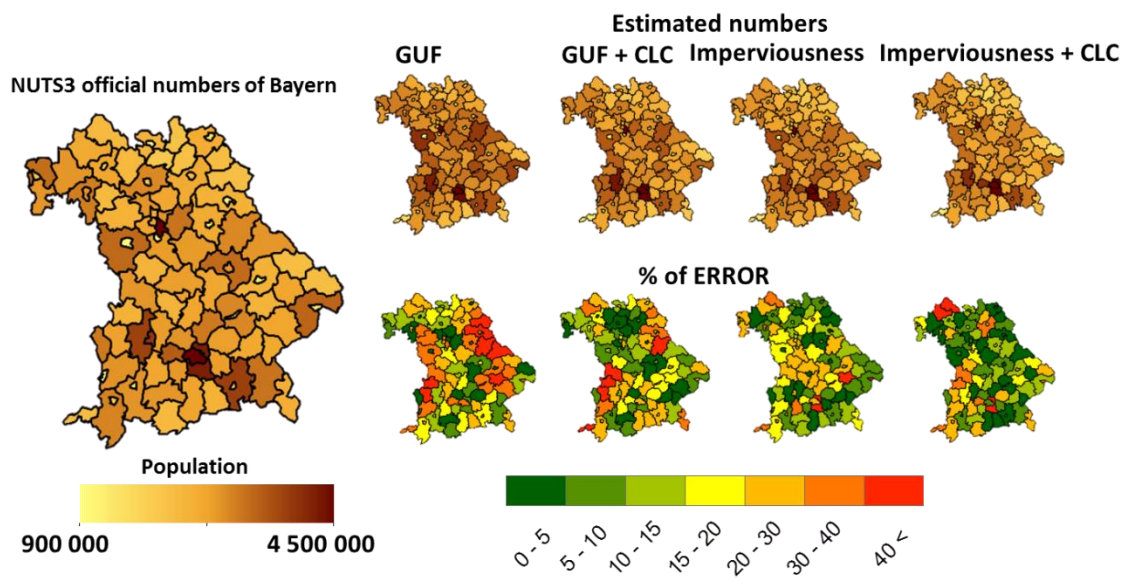 Estimated numbers
GUF
GUF + CLC
Imperviousness
Imperviousness + CLC
NUTS3 official numbers of Bayern
% of ERROR
Population
900 000
4 500 000
0 - 5
5 - 10
10 - 15
15 - 20
20 - 30
30 - 40
40 <